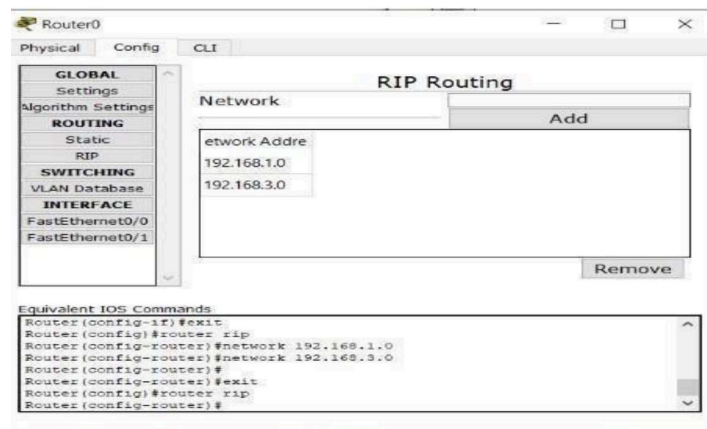 Router0
Physical Config CLI
GLOBAL
Settings
Algorithm Settings
ROUTING
Static
RIP
SWITCHING
VLAN Database
INTERFACE
FastEthernet0/0
FastEthernet0/1
RIP Routing
Network
Add
etwork Addre
192.168.1.0
192.168.3.0
Remove
Equivalent IOS Commands
Router(config-if)#exit
Router(config)#router rip
Router(config-router)#network 192.168.1.0
Router(config-router)#network 192.168.3.0
Router(config-router)#
Router(config-router)#exit
Router(config)#router rip
Router(config-router)#